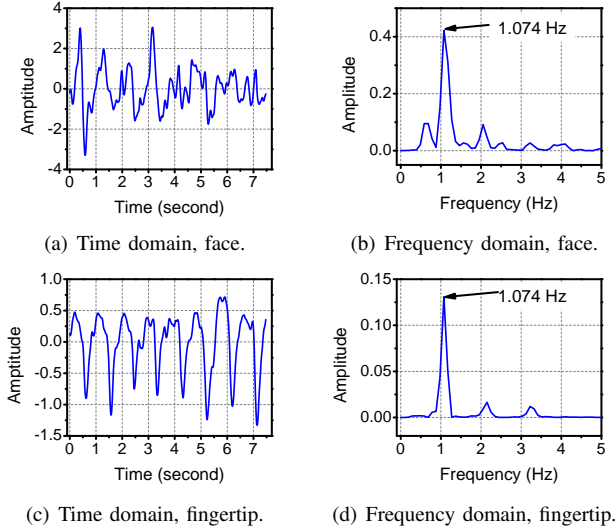 4
2
0
-2
-4
Amptitude
0 1 2 3 4 5 6 7
Time (second)
(a) Time domain, face.
0.4
0.2
0.0
Amplitude
1.074 Hz
0 1 2 3 4 5
Frequency (Hz)
(b) Frequency domain, face.
1.0
0.5
0.0
-0.5
-1.0
-1.5
Amplitude
0 1 2 3 4 5 6 7
Time (second)
(c) Time domain, fingertip.
0.15
0.10
0.05
0.00
Amplitude
1.074 Hz
0 1 2 3 4 5
Frequency (Hz)
(d) Frequency domain, fingertip.